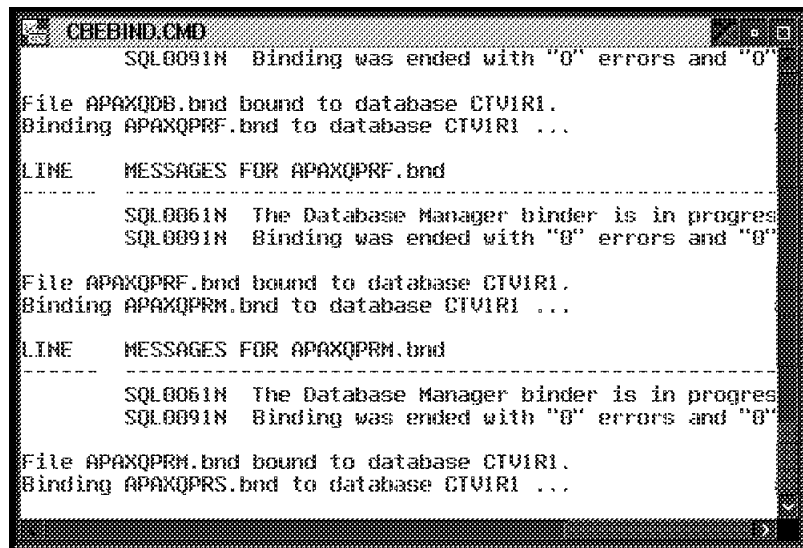 CBEBIND.CMD
SQL0091N Binding was ended with "0" errors and "0"
File APAXQDB.bnd bound to database CTV1R1.
Binding APAXQPRF.bnd to database CTV1R1 ...
LINE MESSAGES FOR APAXQPRF.bnd
------ --------------------------------------------------------------
SQL0061N The Database Manager binder is in progres
SQL0091N Binding was ended with "0" errors and "0"
File APAXQPRF.bnd bound to database CTV1R1.
Binding APAXQPRM.bnd to database CTV1R1 ...
LINE MESSAGES FOR APAXQPRM.bnd
------ --------------------------------------------------------------
SQL0061N The Database Manager binder is in progres
SQL0091N Binding was ended with "0" errors and "0"
File APAXQPRM.bnd bound to database CTV1R1.
Binding APAXQPRS.bnd to database CTV1R1 ...